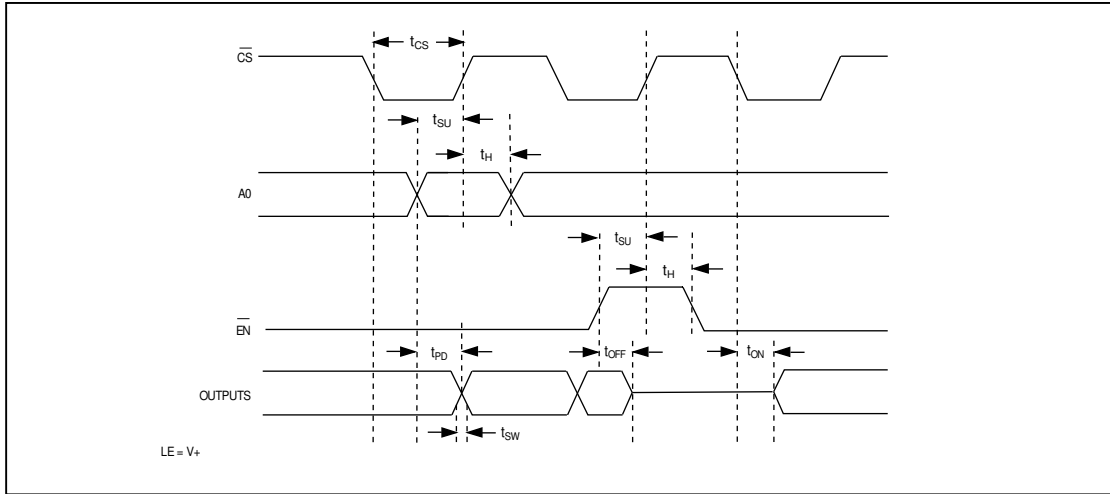 tCS
CS
tSU
tH
A0
tSU
tH
EN
tPD
tOFF
tON
OUTPUTS
tSW
LE = V+